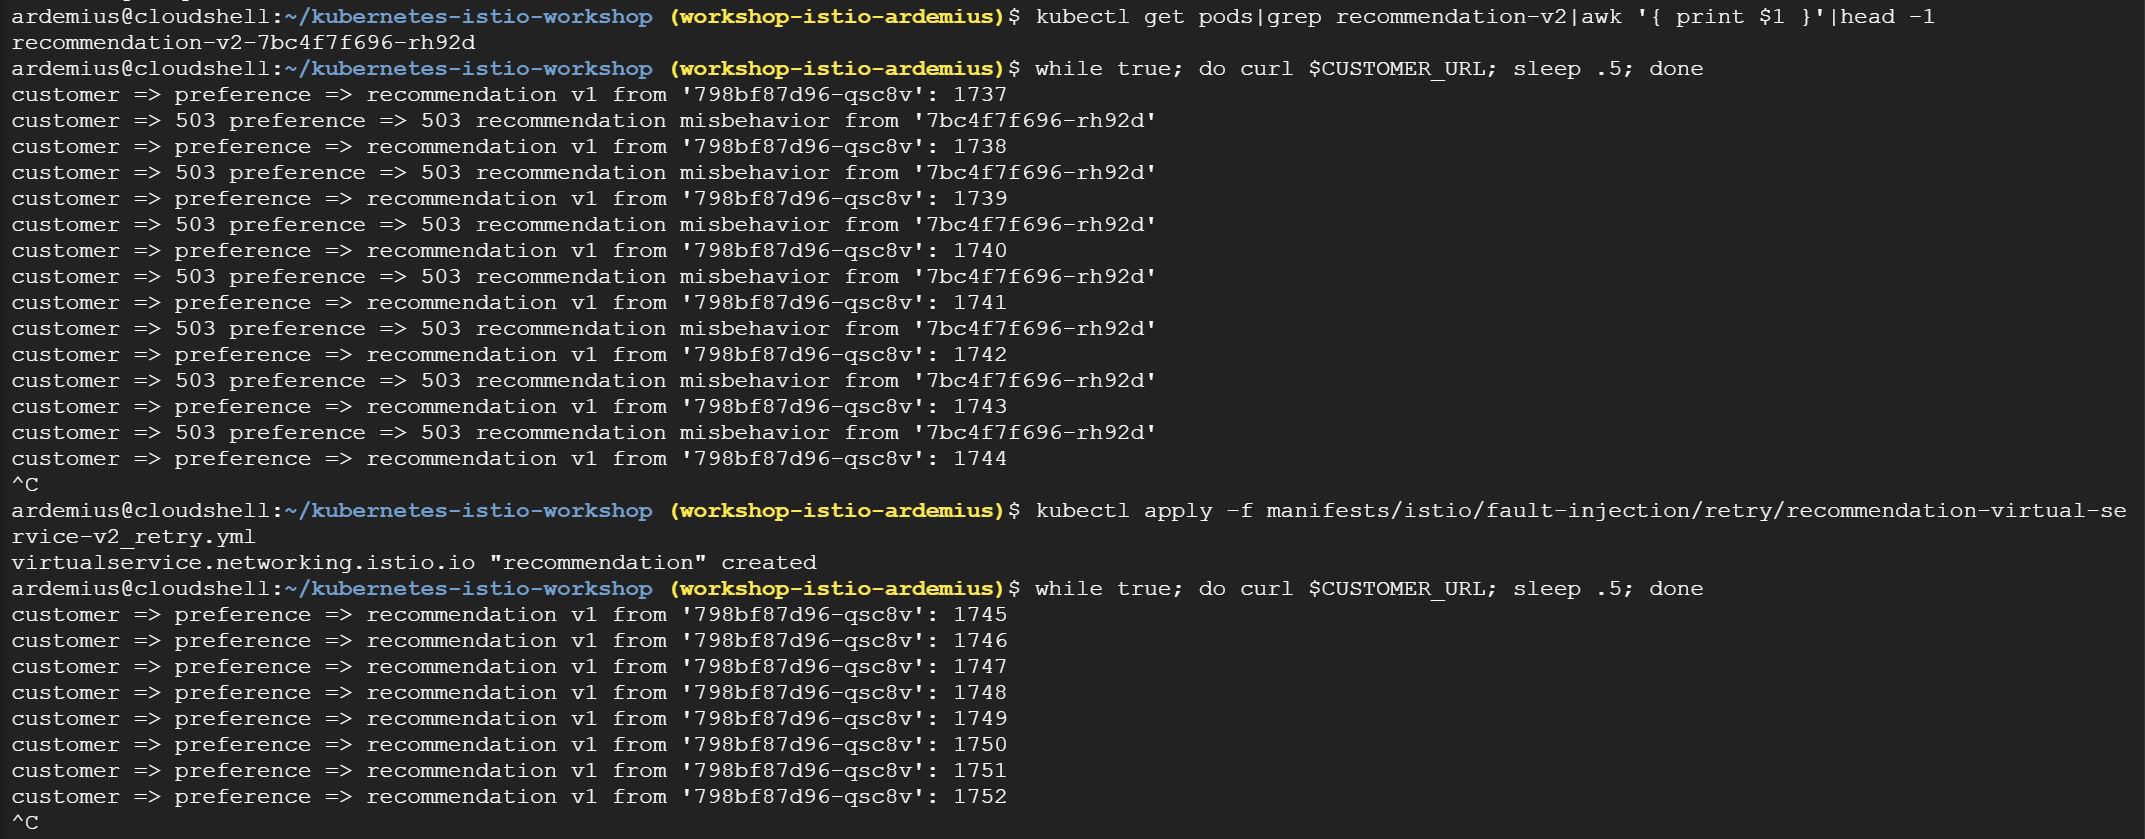 ardemius@cloudshell:~/kubernetes-istio-workshop (workshop-istio-ardemius)$ kubectl get pods|grep recommendation-v2|awk '{ print $1 }'|head -1
recommendation-v2-7bc4f7f696-rh92d
ardemius@cloudshell:~/kubernetes-istio-workshop (workshop-istio-ardemius)$ while true; do curl $CUSTOMER_URL; sleep .5; done
customer => preference => recommendation v1 from '798bf87d96-qsc8v': 1737
customer => 503 preference => 503 recommendation misbehavior from '7bc4f7f696-rh92d'
customer => preference => recommendation v1 from '798bf87d96-qsc8v': 1738
customer => 503 preference => 503 recommendation misbehavior from '7bc4f7f696-rh92d'
customer => preference => recommendation v1 from '798bf87d96-qsc8v': 1739
customer => 503 preference => 503 recommendation misbehavior from '7bc4f7f696-rh92d'
customer => preference => recommendation v1 from '798bf87d96-qsc8v': 1740
customer => 503 preference => 503 recommendation misbehavior from '7bc4f7f696-rh92d'
customer => preference => recommendation v1 from '798bf87d96-qsc8v': 1741
customer => 503 preference => 503 recommendation misbehavior from '7bc4f7f696-rh92d'
customer => preference => recommendation v1 from '798bf87d96-qsc8v': 1742
customer => 503 preference => 503 recommendation misbehavior from '7bc4f7f696-rh92d'
customer => preference => recommendation v1 from '798bf87d96-qsc8v': 1743
customer => 503 preference => 503 recommendation misbehavior from '7bc4f7f696-rh92d'
customer => preference => recommendation v1 from '798bf87d96-qsc8v': 1744
^C
ardemius@cloudshell:~/kubernetes-istio-workshop (workshop-istio-ardemius)$ kubectl apply -f manifests/istio/fault-injection/retry/recommendation-virtual-se
rvice-v2_retry.yml
virtualservice.networking.istio.io "recommendation" created
ardemius@cloudshell:~/kubernetes-istio-workshop (workshop-istio-ardemius)$ while true; do curl $CUSTOMER_URL; sleep .5; done
customer => preference => recommendation v1 from '798bf87d96-qsc8v': 1745
customer => preference => recommendation v1 from '798bf87d96-qsc8v': 1746
customer => preference => recommendation v1 from '798bf87d96-qsc8v': 1747
customer => preference => recommendation v1 from '798bf87d96-qsc8v': 1748
customer => preference => recommendation v1 from '798bf87d96-qsc8v': 1749
customer => preference => recommendation v1 from '798bf87d96-qsc8v': 1750
customer => preference => recommendation v1 from '798bf87d96-qsc8v': 1751
customer => preference => recommendation v1 from '798bf87d96-qsc8v': 1752
^C